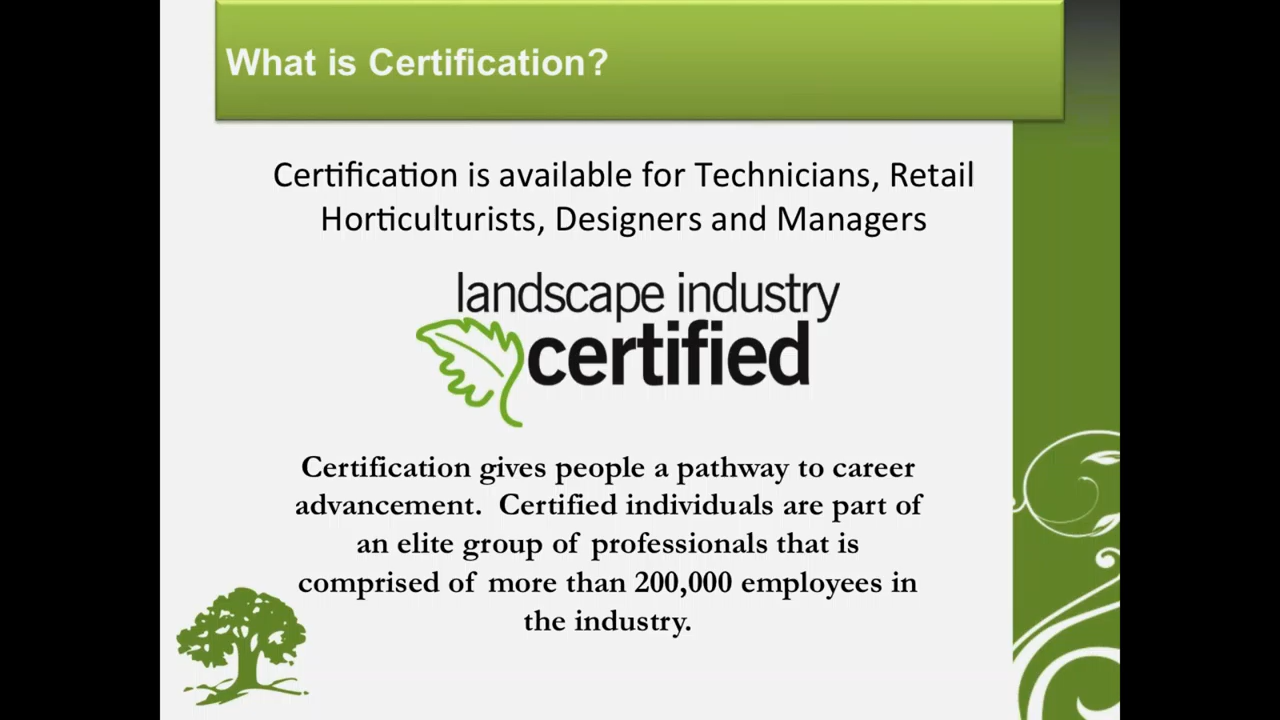 What is Certification?
Certification is available for Technicians, Retail
Horticulturists, Designers and Managers
landscape industry
certified
Certification gives people a pathway to career
advancement.  Certified individuals are part of
an elite group of professionals that is
comprised of more than 200,000 employees in
the industry.